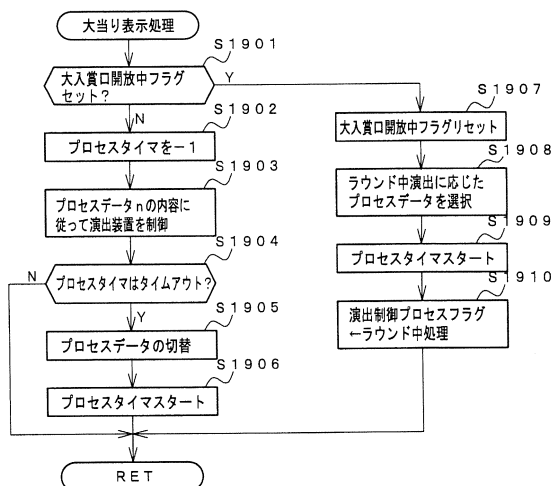 大当り表示処理
S1901
大入賞口開放中フラグ
セット?
Y
N
S1902
プロセスタイマを−1
S1903
プロセスデータnの内容に
従って演出装置を制御
S1904
N
プロセスタイマはタイムアウト?
Y
S1905
プロセスデータの切替
S1906
プロセスタイマスタート
RET
S1907
大入賞口開放中フラグリセット
S1908
ラウンド中演出に応じた
プロセスデータを選択
S1909
プロセスタイマスタート
S1910
演出制御プロセスフラグ
←ラウンド中処理